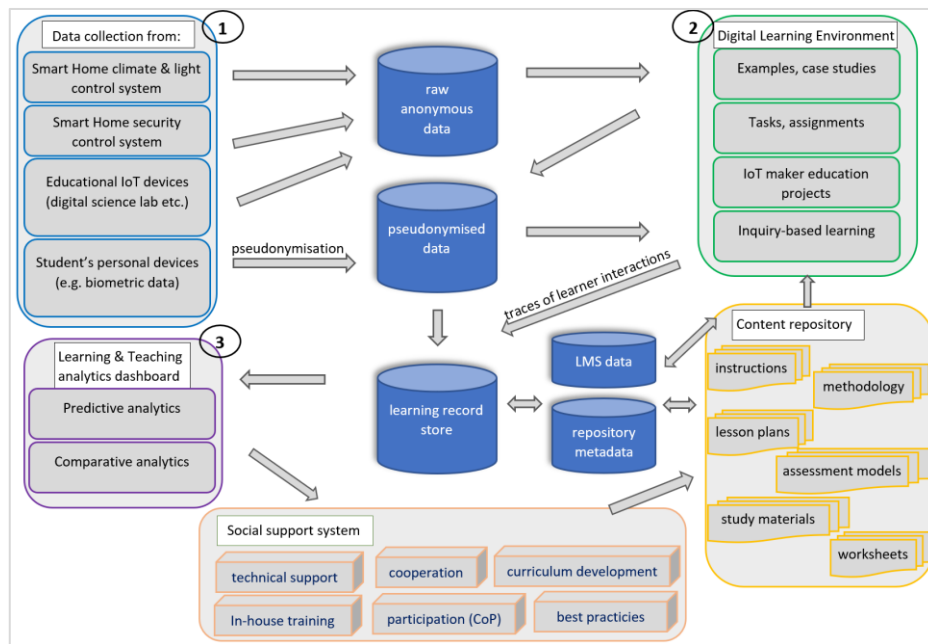 1
Data collection from:
Smart Home climate & light
control system
Smart Home security
control system
Educational IoT devices
(digital science lab etc.)
Student's personal devices
(e.g. biometric data)
raw
anonymous
data
pseudonymisation
pseudonymised
data
2
Digital Learning Environment
Examples, case studies
Tasks, assignments
IoT maker education
projects
Inquiry-based learning
traces of learner interactions
3
Learning & Teaching
analytics dashboard
Predictive analytics
Comparative analytics
learning record
store
LMS data
repository
metadata
Content repository
instructions
methodology
lesson plans
assessment models
study materials
worksheets
Social support system
technical support
cooperation
curriculum development
In-house training
participation (CoP)
best practicies